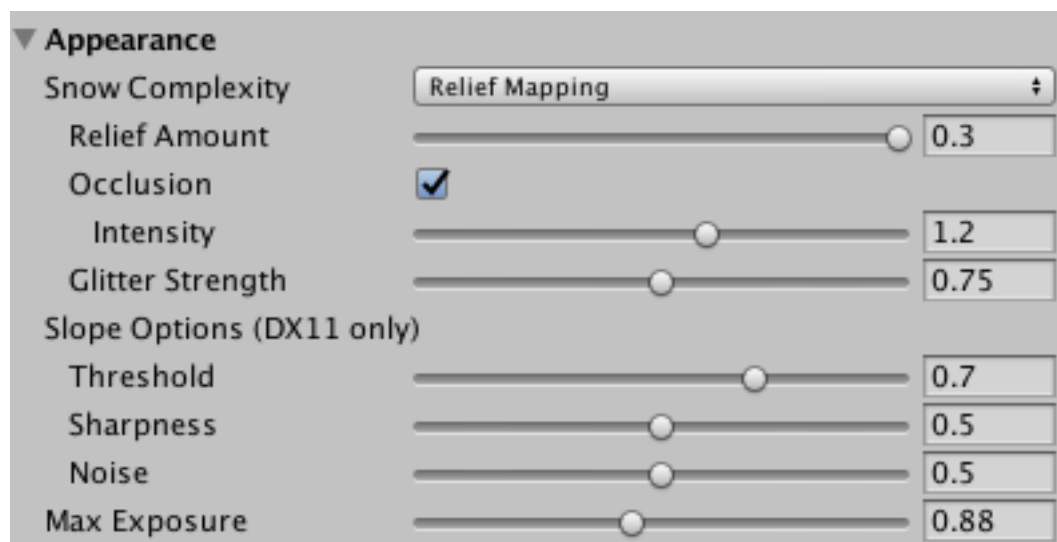 Appearance
Snow Complexity Relief Mapping
Relief Amount 0.3
Occlusion
Intensity 1.2
Glitter Strength 0.75
Slope Options (DX11 only)
Threshold 0.7
Sharpness 0.5
Noise 0.5
Max Exposure 0.88